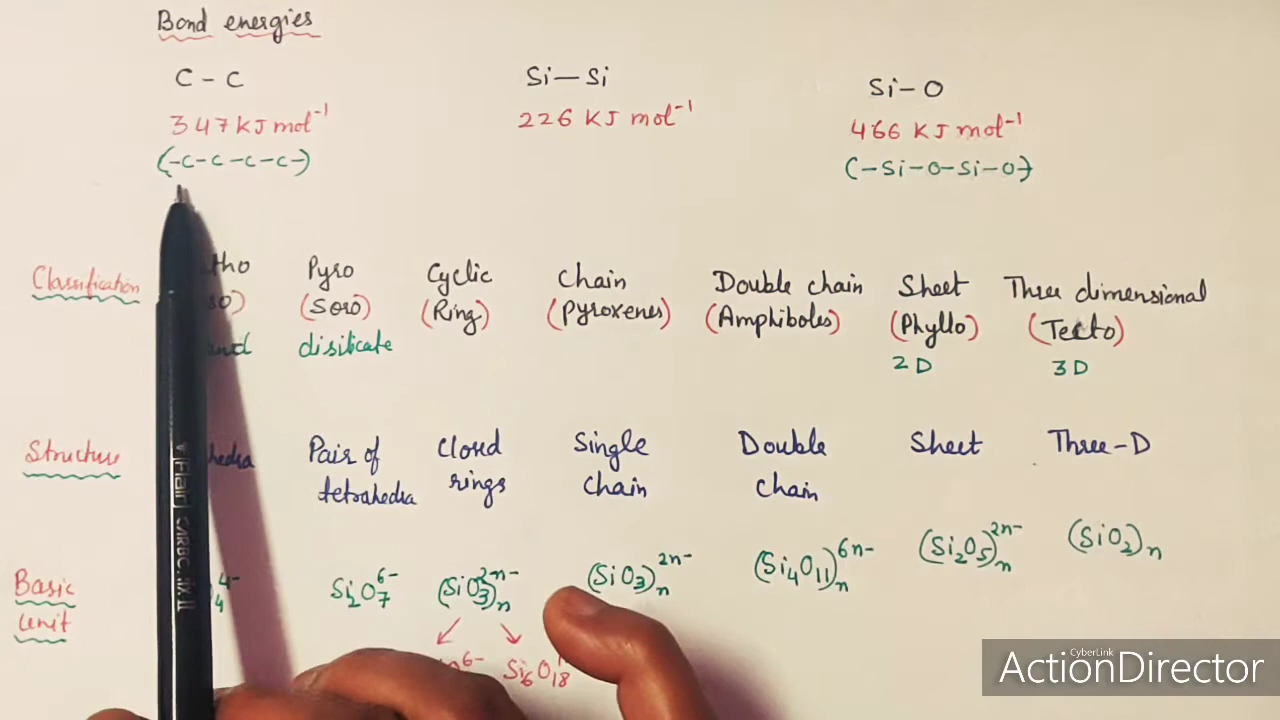 Bond energies
C - C
Si — Si
Si - O
347 KJ mol⁻¹
226 KJ mol⁻¹
466 KJ mol⁻¹
(-C-C-C-C-)
(-Si-O-Si-O-)
Classification
Pyro
Cyclic
Chain
Double chain
Sheet
Three dimensional
(Soro)
(Ring)
(Pyroxenes)
(Amphiboles)
(Phyllo)
(Tecto)
disilicate
2D
3D
Structure
Pair of
Closed
Single
Double
Sheet
Three-D
tetrahedra
rings
chain
chain
Basic
unit
Si₂O₇⁶⁻
(SiO₃)ₙ²ⁿ⁻
(SiO₃)ₙ²ⁿ⁻
(Si₄O₁₁)ₙ⁶ⁿ⁻
(Si₂O₅)ₙ²ⁿ⁻
(SiO₂)ₙ
Si₆O₁₈
CyberLink
ActionDirector